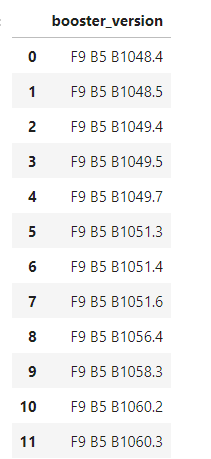 booster_version
0 F9 B5 B1048.4
1 F9 B5 B1048.5
2 F9 B5 B1049.4
3 F9 B5 B1049.5
4 F9 B5 B1049.7
5 F9 B5 B1051.3
6 F9 B5 B1051.4
7 F9 B5 B1051.6
8 F9 B5 B1056.4
9 F9 B5 B1058.3
10 F9 B5 B1060.2
11 F9 B5 B1060.3